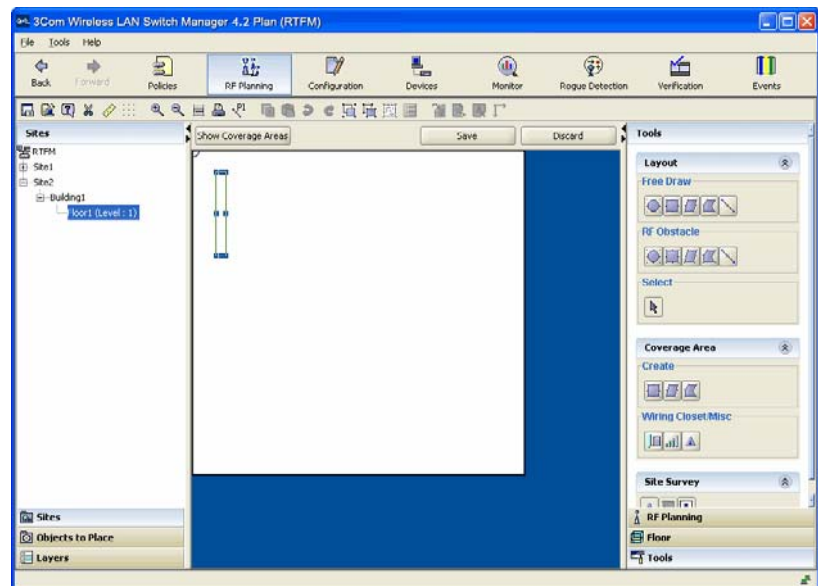 3Com Wireless LAN Switch Manager 4.2 Plan (RTFM)
File Tools Help
Back Forward Policies RF Planning Configuration Devices Monitor Rogue Detection Verification Events
Sites
RTFM
Site1
Site2
Building1
Floor1 (Level : 1)
Show Coverage Areas Save Discard
Tools
Layout
Free Draw
RF Obstacle
Select
Coverage Area
Create
Wiring Closet/Misc
Site Survey
Sites
Objects to Place
Layers
RF Planning
Floor
Tools